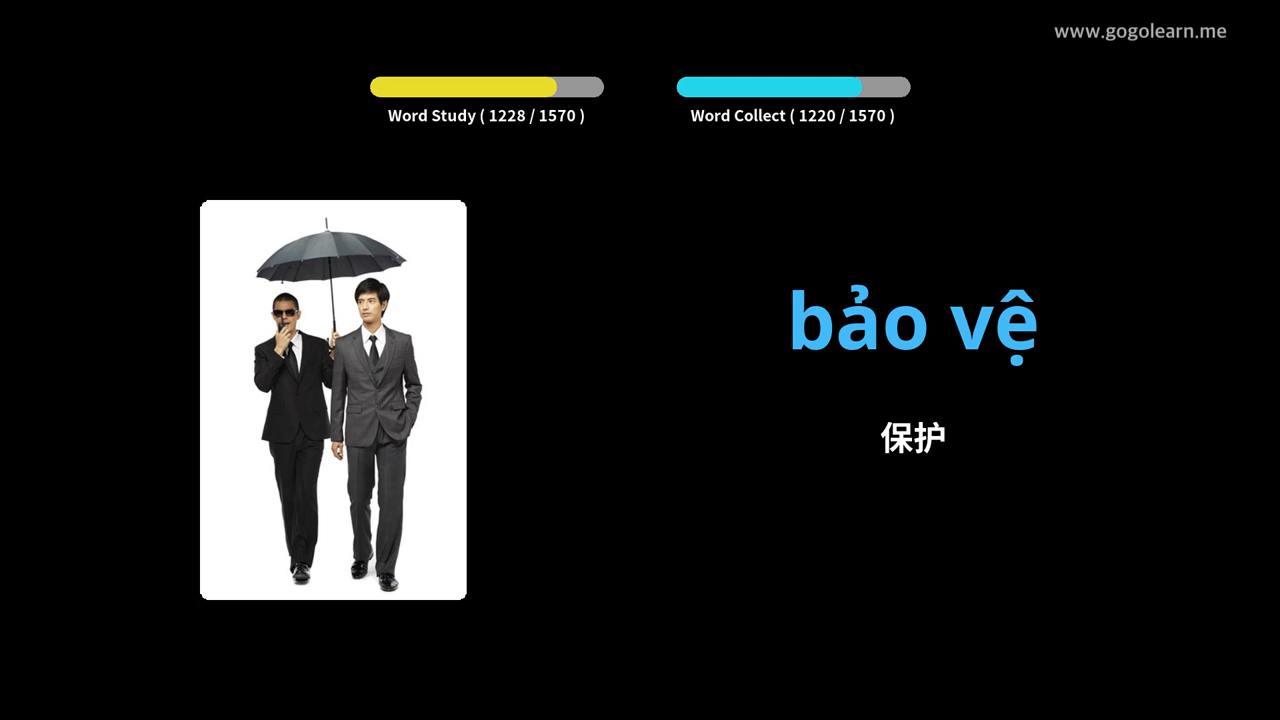 www.gogolearn.me
Word Study ( 1228 / 1570 )
Word Collect ( 1220 / 1570 )
bảo vệ
保护